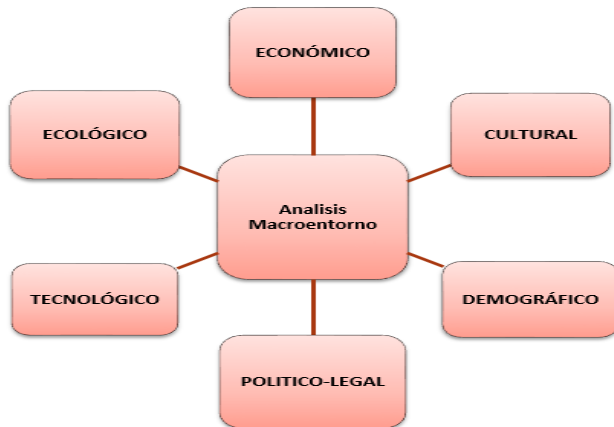 ECONÓMICO
ECOLÓGICO
CULTURAL
Analisis
Macroentorno
TECNOLÓGICO
DEMOGRÁFICO
POLITICO-LEGAL